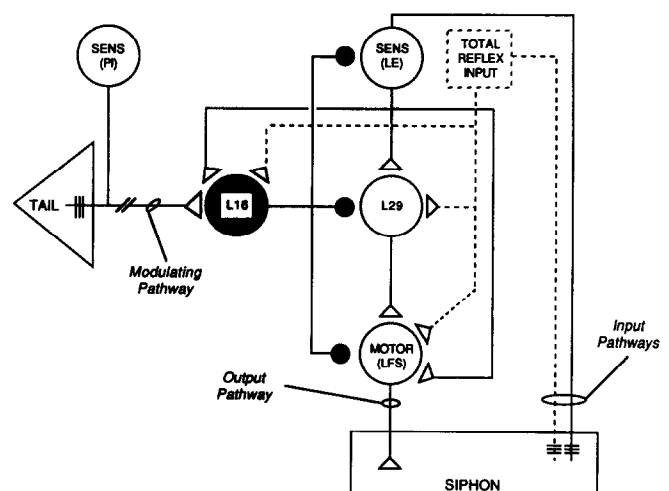 SENS
(PI)
SENS
(LE)
TOTAL
REFLEX
INPUT
TAIL
L16
L29
Modulating
Pathway
MOTOR
(LFS)
Output
Pathway
Input
Pathways
SIPHON